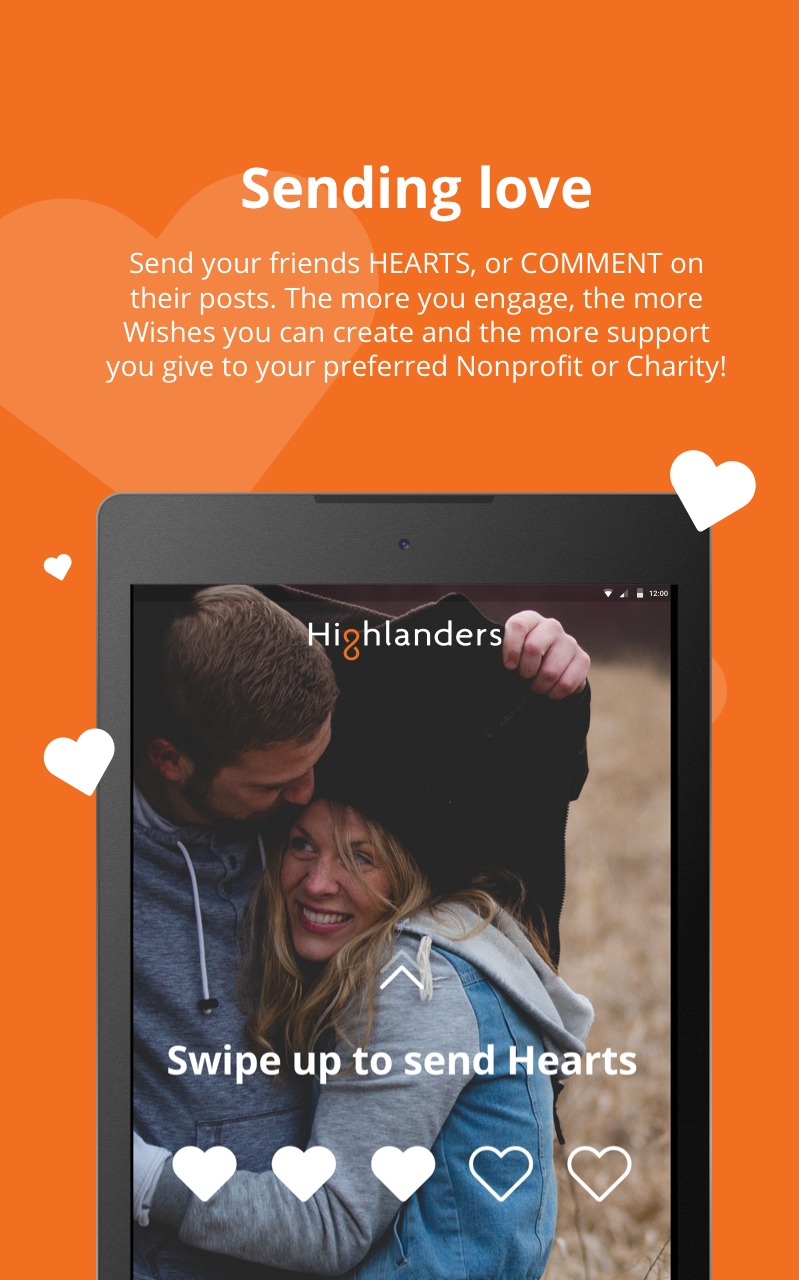 Sending love
Send your friends HEARTS, or COMMENT on
their posts. The more you engage, the more
Wishes you can create and the more support
you give to your preferred Nonprofit or Charity!
12:00
Highlanders
Swipe up to send Hearts